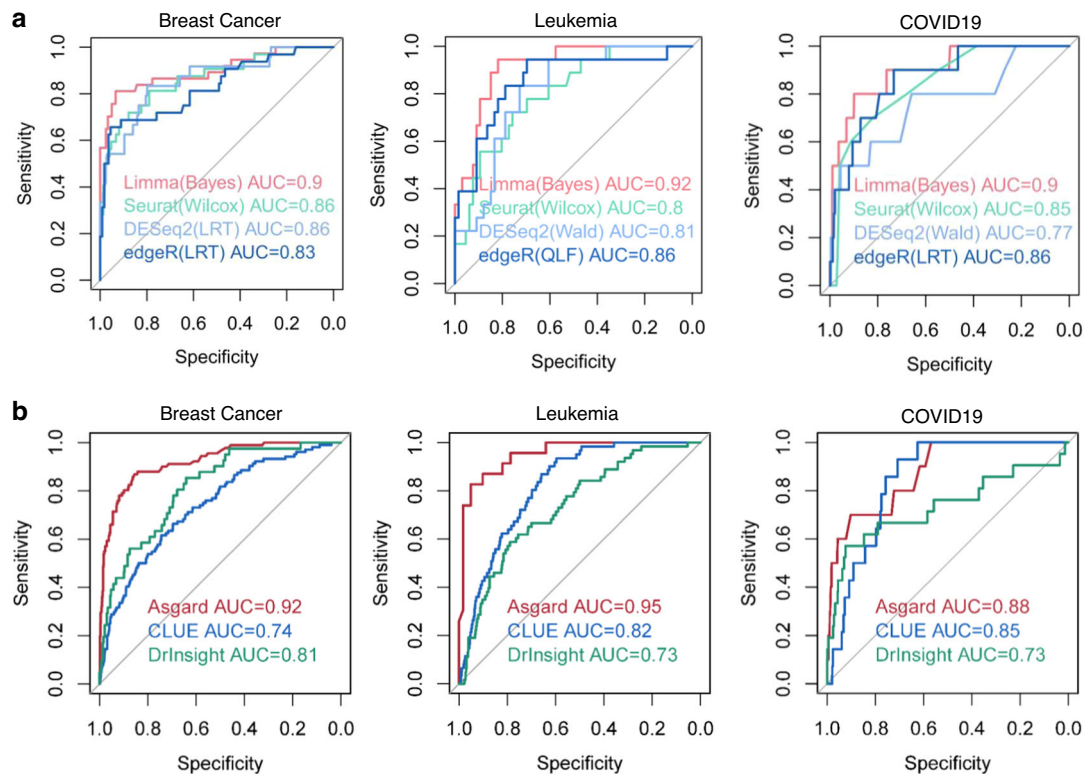 a
Breast Cancer
Sensitivity
1.0
0.8
0.6
0.4
0.2
0.0
Limma(Bayes) AUC=0.9
Seurat(Wilcox) AUC=0.86
DESeq2(LRT) AUC=0.86
edgeR(LRT) AUC=0.83
1.0 0.8 0.6 0.4 0.2 0.0
Specificity
Leukemia
Sensitivity
1.0
0.8
0.6
0.4
0.2
0.0
Limma(Bayes) AUC=0.92
Seurat(Wilcox) AUC=0.8
DESeq2(Wald) AUC=0.81
edgeR(QLF) AUC=0.86
1.0 0.8 0.6 0.4 0.2 0.0
Specificity
COVID19
Sensitivity
1.0
0.8
0.6
0.4
0.2
0.0
Limma(Bayes) AUC=0.9
Seurat(Wilcox) AUC=0.85
DESeq2(Wald) AUC=0.77
edgeR(LRT) AUC=0.86
1.0 0.8 0.6 0.4 0.2 0.0
Specificity
b
Breast Cancer
Sensitivity
1.0
0.8
0.6
0.4
0.2
0.0
Asgard AUC=0.92
CLUE AUC=0.74
DrInsight AUC=0.81
1.0 0.8 0.6 0.4 0.2 0.0
Specificity
Leukemia
Sensitivity
1.0
0.8
0.6
0.4
0.2
0.0
Asgard AUC=0.95
CLUE AUC=0.82
DrInsight AUC=0.73
1.0 0.8 0.6 0.4 0.2 0.0
Specificity
COVID19
Sensitivity
1.0
0.8
0.6
0.4
0.2
0.0
Asgard AUC=0.88
CLUE AUC=0.85
DrInsight AUC=0.73
1.0 0.8 0.6 0.4 0.2 0.0
Specificity